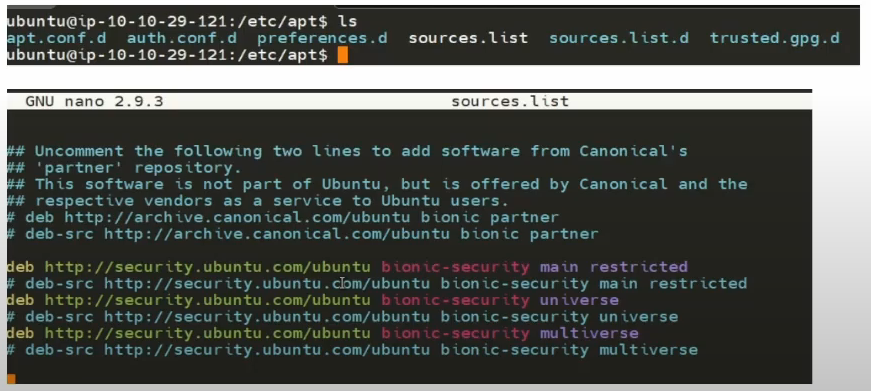 ubuntu@ip-10-10-29-121:/etc/apt$ ls
apt.conf.d auth.conf.d preferences.d sources.list sources.list.d trusted.gpg.d
ubuntu@ip-10-10-29-121:/etc/apt$
GNU nano 2.9.3 sources.list
## Uncomment the following two lines to add software from Canonical's
## 'partner' repository.
## This software is not part of Ubuntu, but is offered by Canonical and the
## respective vendors as a service to Ubuntu users.
# deb http://archive.canonical.com/ubuntu bionic partner
# deb-src http://archive.canonical.com/ubuntu bionic partner
deb http://security.ubuntu.com/ubuntu bionic-security main restricted
# deb-src http://security.ubuntu.com/ubuntu bionic-security main restricted
deb http://security.ubuntu.com/ubuntu bionic-security universe
# deb-src http://security.ubuntu.com/ubuntu bionic-security universe
deb http://security.ubuntu.com/ubuntu bionic-security multiverse
# deb-src http://security.ubuntu.com/ubuntu bionic-security multiverse